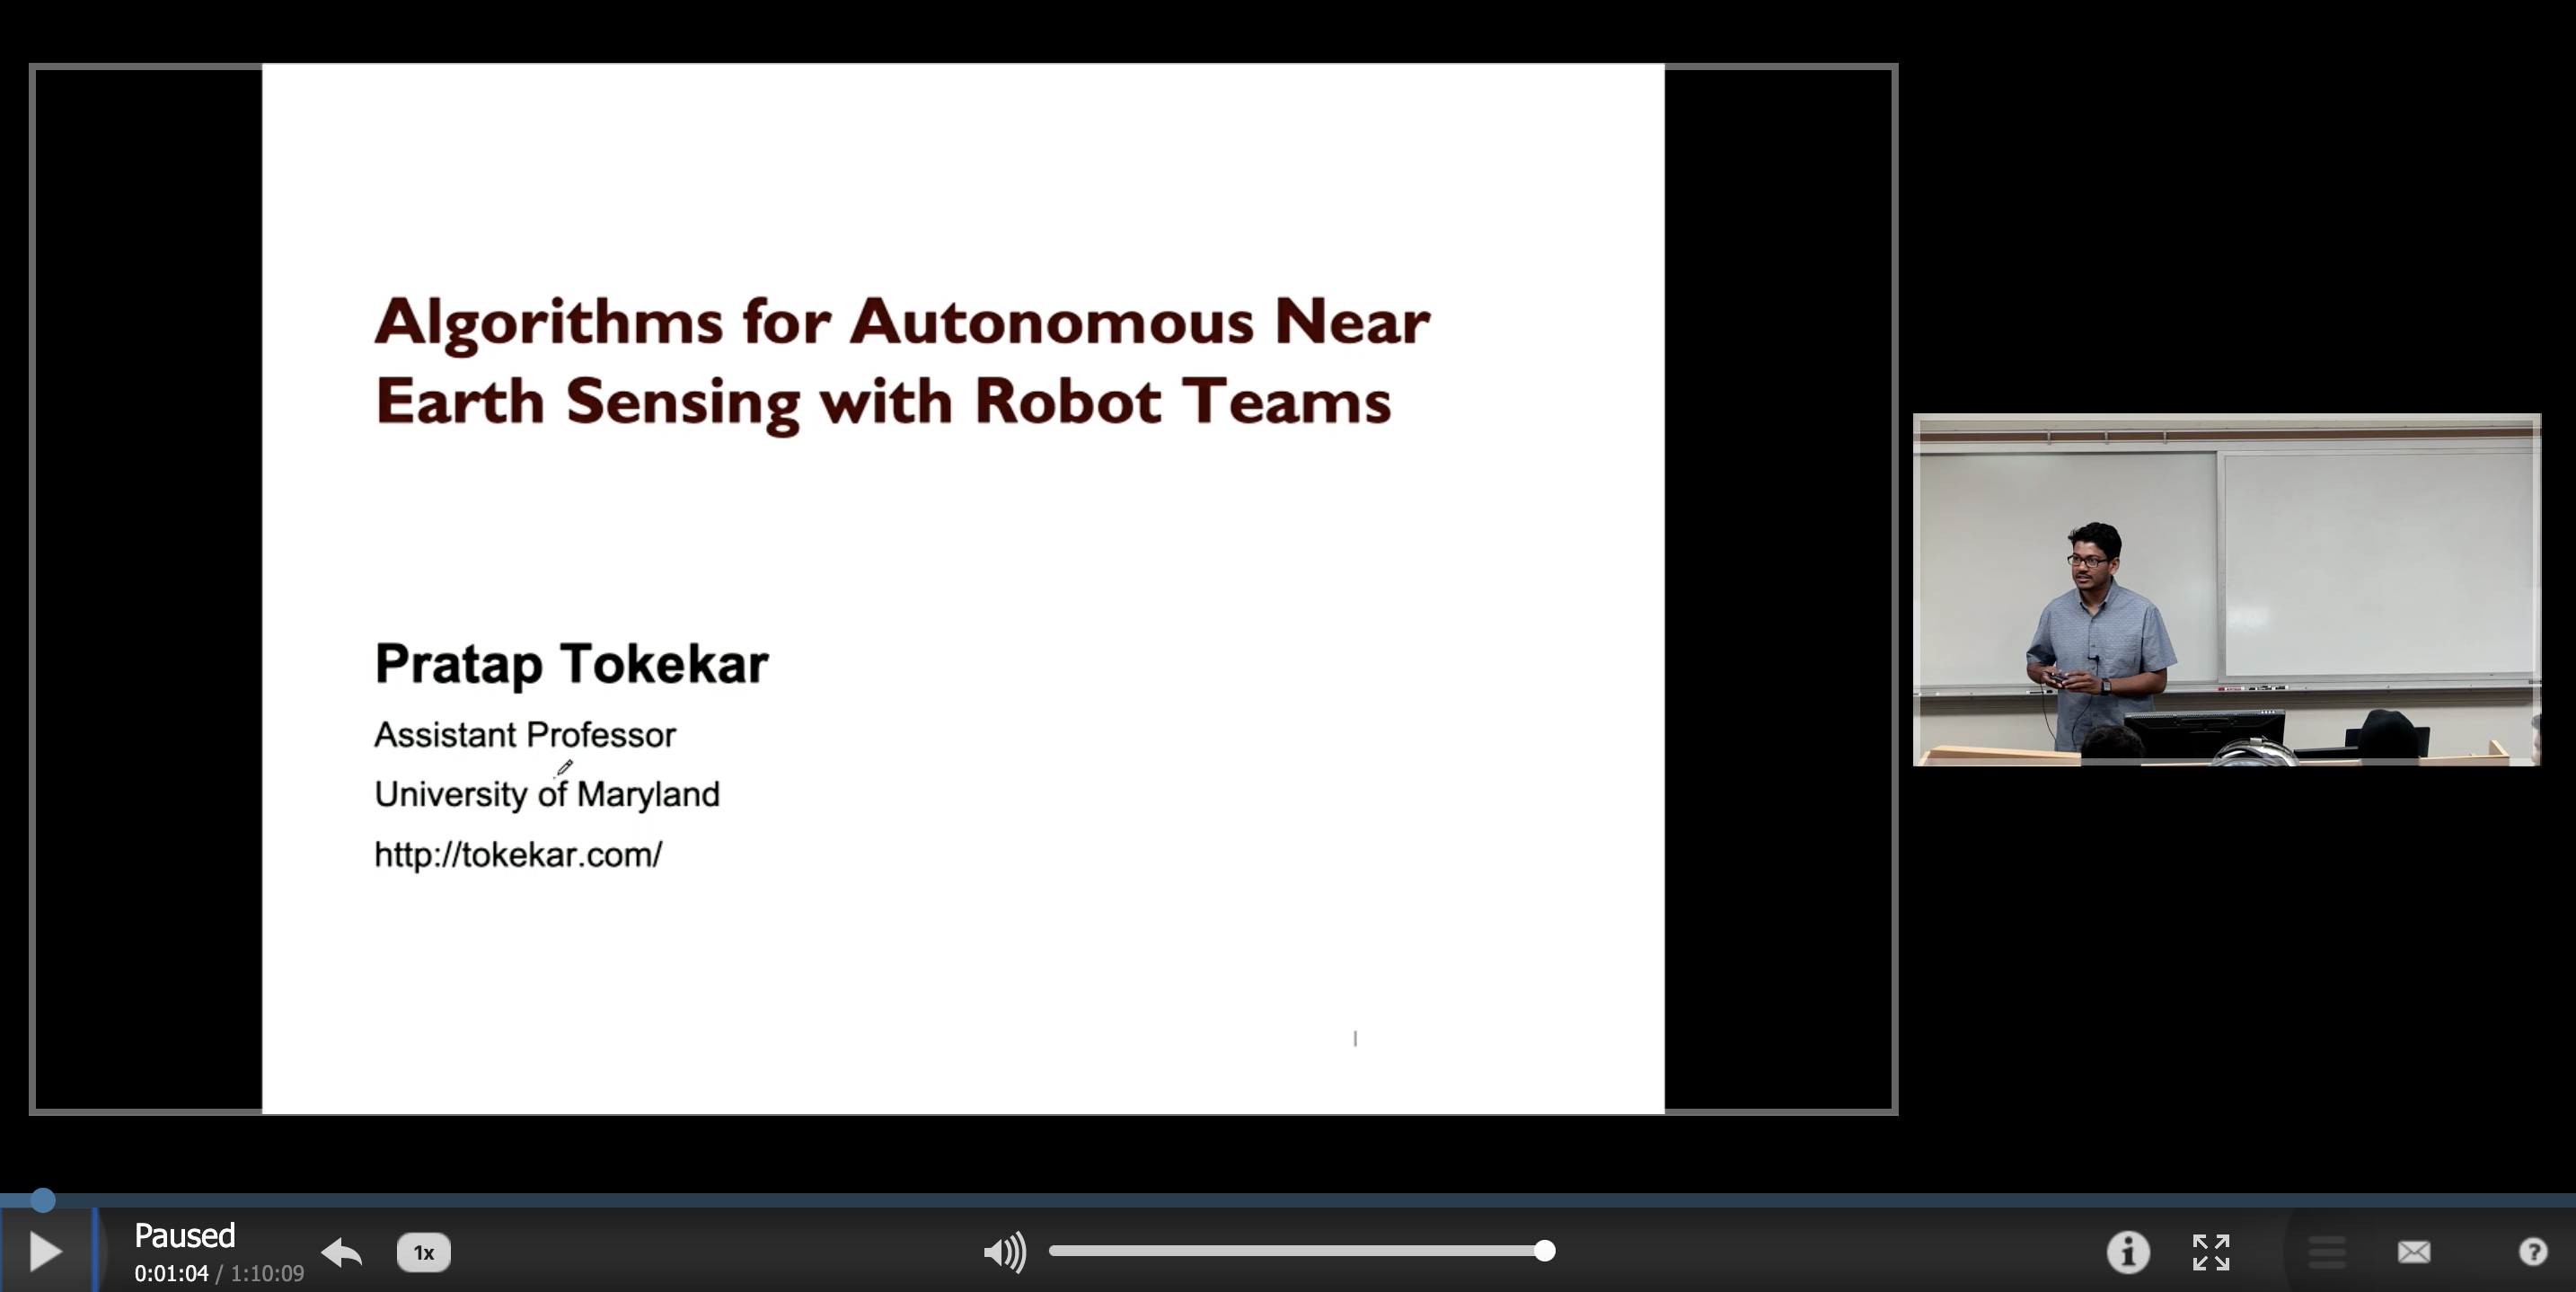 Algorithms for Autonomous Near
Earth Sensing with Robot Teams
Pratap Tokekar
Assistant Professor
University of Maryland
http://tokekar.com/
1
Paused
0:01:04 / 1:10:09
1x
i
?